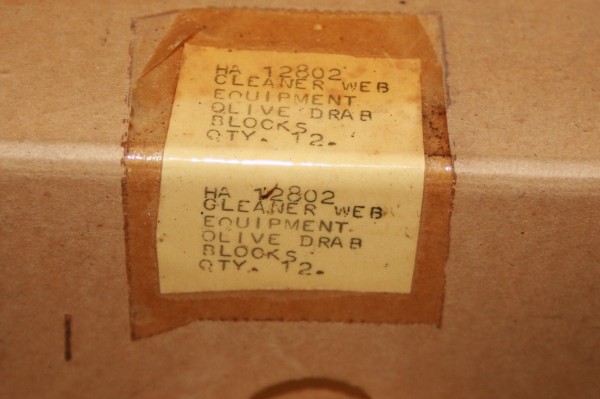 HA 12802
CLEANER WEB
EQUIPMENT
OLIVE DRAB
BLOCKS
QTY. 12.
HA 12802
CLEANER WEB
EQUIPMENT.
OLIVE DRAB
BLOCKS
QTY. 12.